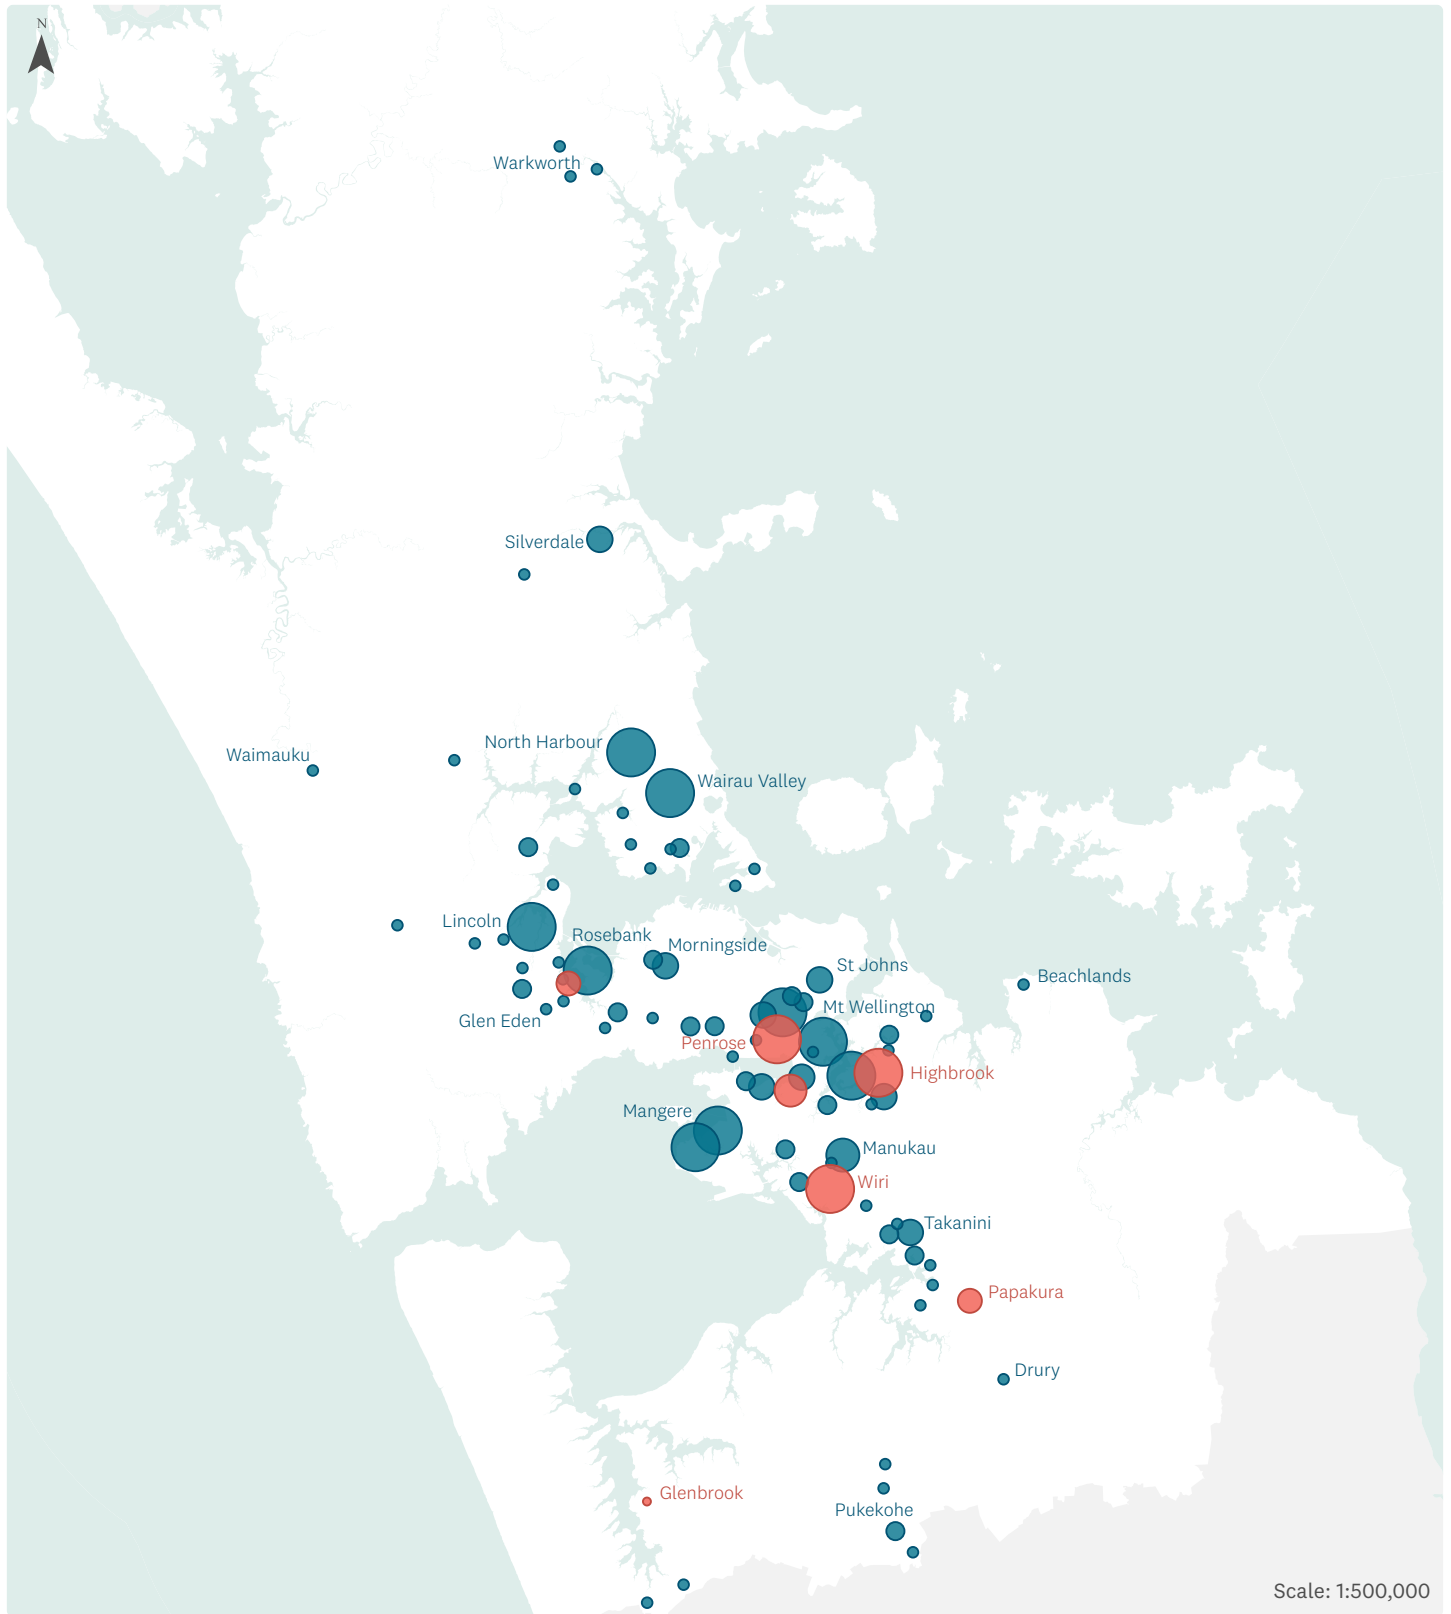 N
Warkworth
Silverdale
North Harbour
Waimauku
Wairau Valley
Lincoln
Rosebank
Morningside
St Johns
Beachlands
Mt Wellington
Glen Eden
Penrose
Highbrook
Mangere
Manukau
Wiri
Takanini
Papakura
Drury
Glenbrook
Pukekohe
Scale: 1:500,000